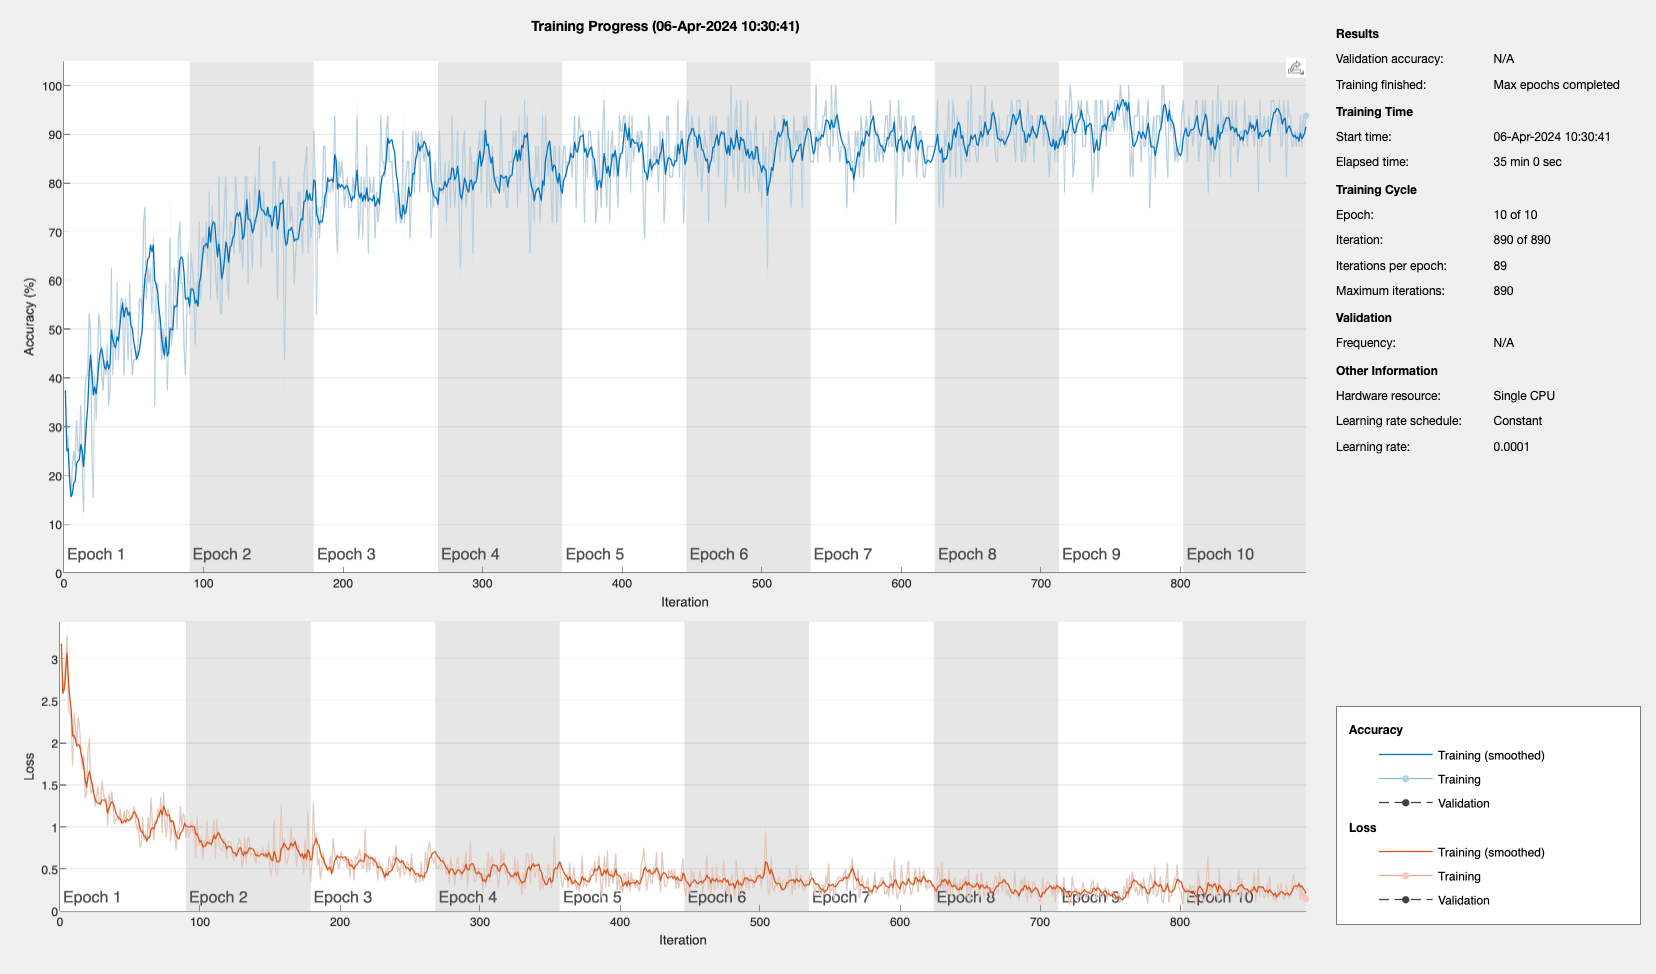 Training Progress (06-Apr-2024 10:30:41)
100
90
80
70
60
50
40
30
20
10
0
Accuracy (%)
Epoch 1 Epoch 2 Epoch 3 Epoch 4 Epoch 5 Epoch 6 Epoch 7 Epoch 8 Epoch 9 Epoch 10
0 100 200 300 400 500 600 700 800
Iteration
3
2.5
2
1.5
1
0.5
0
Loss
Epoch 1 Epoch 2 Epoch 3 Epoch 4 Epoch 5 Epoch 6 Epoch 7 Epoch 8 Epoch 9 Epoch 10
0 100 200 300 400 500 600 700 800
Iteration
Results
Validation accuracy: N/A
Training finished: Max epochs completed
Training Time
Start time: 06-Apr-2024 10:30:41
Elapsed time: 35 min 0 sec
Training Cycle
Epoch: 10 of 10
Iteration: 890 of 890
Iterations per epoch: 89
Maximum iterations: 890
Validation
Frequency: N/A
Other Information
Hardware resource: Single CPU
Learning rate schedule: Constant
Learning rate: 0.0001
Accuracy
Training (smoothed)
Training
Validation
Loss
Training (smoothed)
Training
Validation